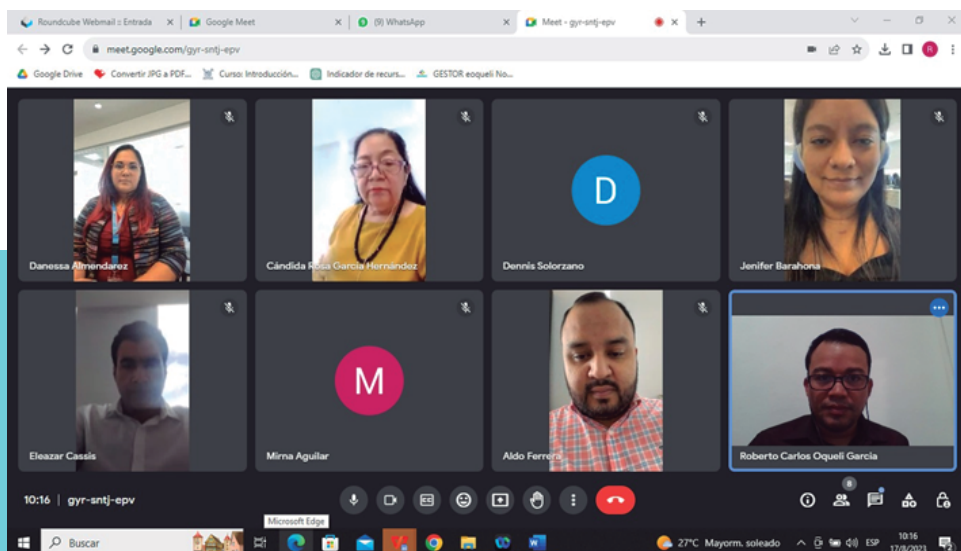 Roundcube Webmail :: Entrada
Google Meet
(9) WhatsApp
Meet - gyr-sntj-epv
meet.google.com/gyr-sntj-epv
R
Google Drive
Convertir JPG a PDF...
Curso: Introducción...
Indicador de recurs...
GESTOR eoqueli No...
Danessa Almendarez
Cándida Rosa García Hernández
D
Dennis Solorzano
Jenifer Barahona
Eleazar Cassis
M
Mirna Aguilar
Aldo Ferrera
Roberto Carlos Oqueli Garcia
10:16 | gyr-sntj-epv
8
Microsoft Edge
Buscar
27°C Mayorm. soleado
ESP
10:16
17/8/2023